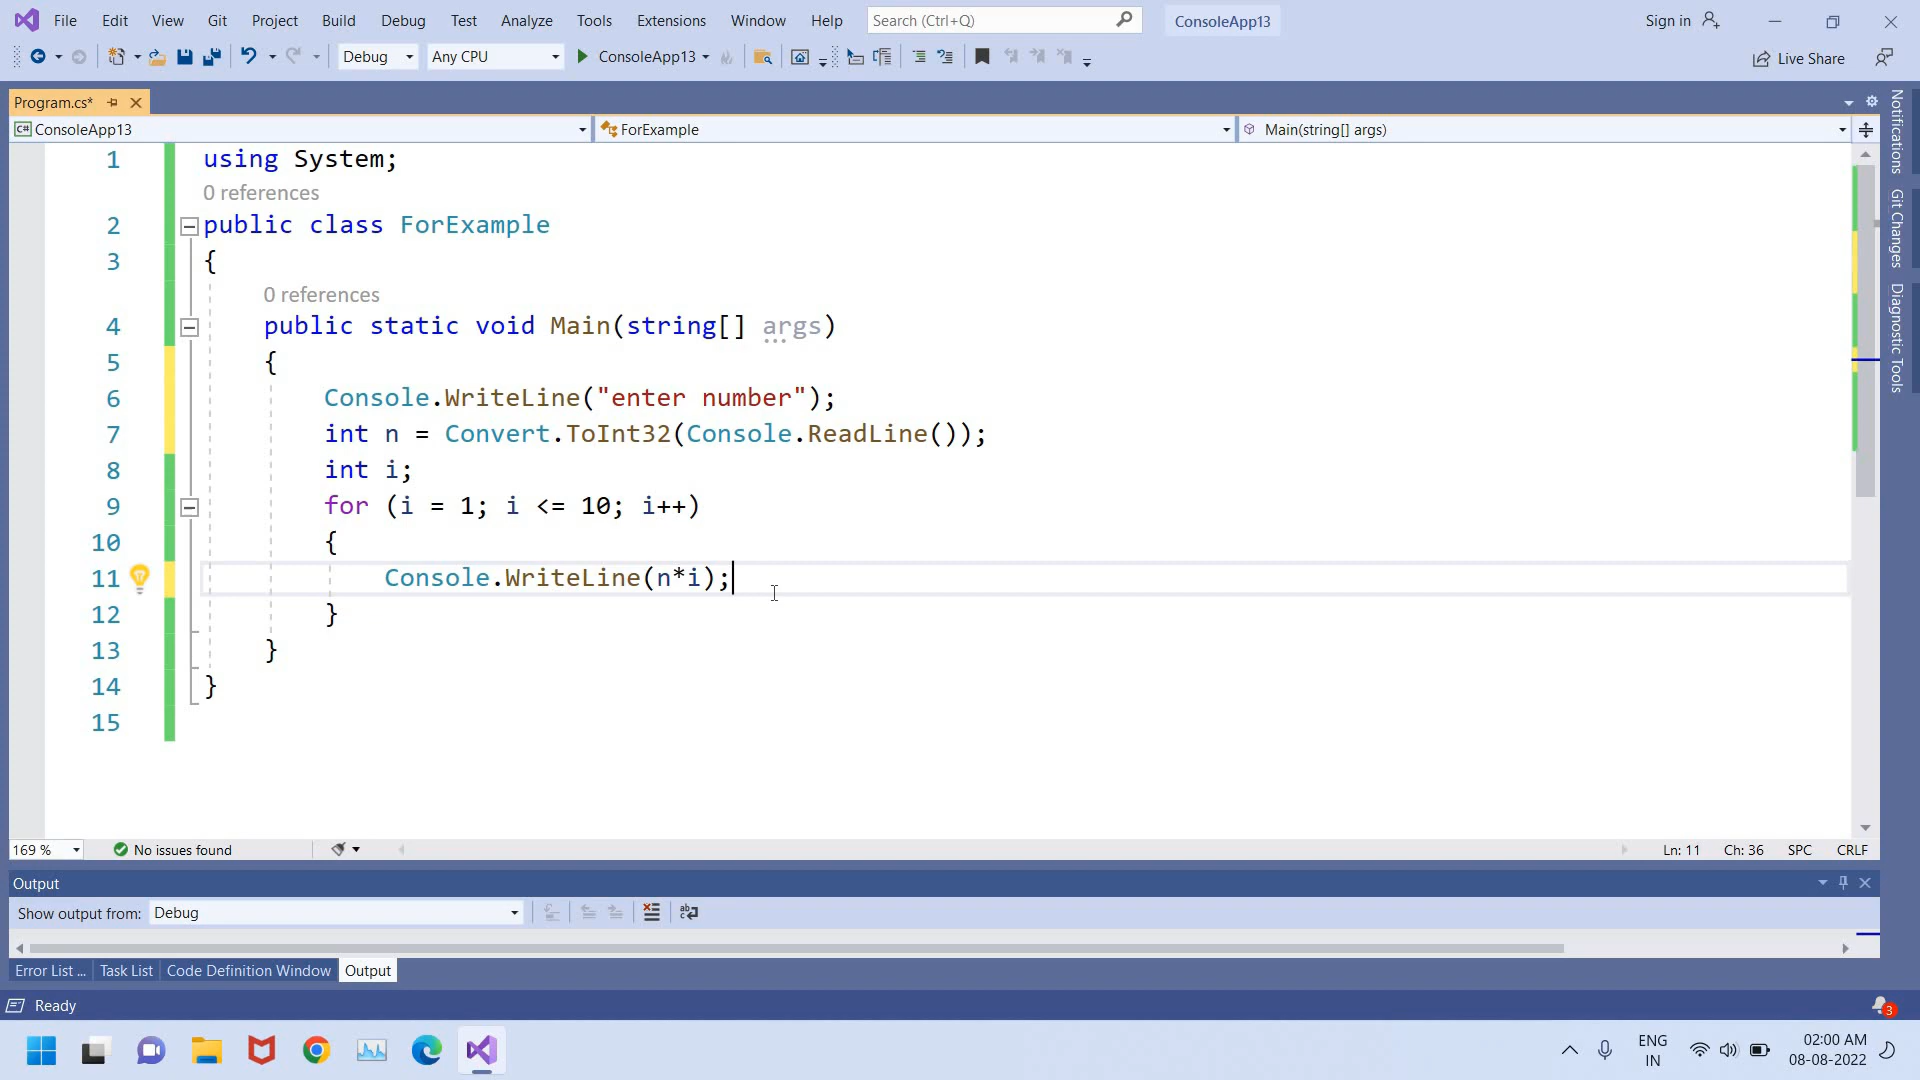 File Edit View Git Project Build Debug Test Analyze Tools Extensions Window Help Search (Ctrl+Q) ConsoleApp13 Sign in
Debug Any CPU ConsoleApp13 Live Share
Program.cs*
C# ConsoleApp13 ForExample Main(string[] args)
1 using System;
0 references
2 public class ForExample
3 {
0 references
4 public static void Main(string[] args)
5 {
6 Console.WriteLine("enter number");
7 int n = Convert.ToInt32(Console.ReadLine());
8 int i;
9 for (i = 1; i <= 10; i++)
10 {
11 Console.WriteLine(n*i);
12 }
13 }
14 }
15
Notifications
Git Changes
Diagnostic Tools
169 % No issues found Ln: 11 Ch: 36 SPC CRLF
Output
Show output from: Debug
Error List ... Task List Code Definition Window Output
Ready 3
ENG 02:00 AM
IN 08-08-2022